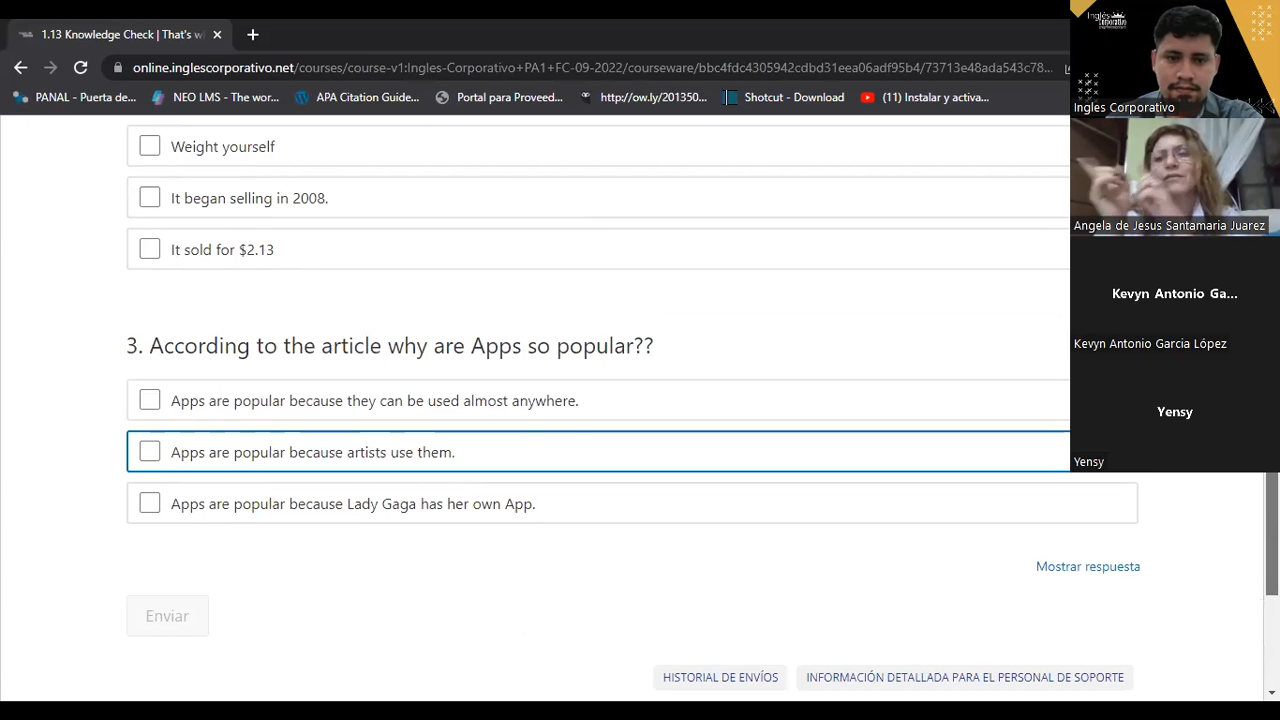 1.13 Knowledge Check | That's w
online.inglescorporativo.net/courses/course-v1:Ingles-Corporativo+PA1+FC-09-2022/courseware/bbc4fdc4305942cdbd31eea06adf95b4/73713e48ada543c78...
PANAL - Puerta de... NEO LMS - The wor... APA Citation Guide... Portal para Proveed... http://ow.ly/201350... Shotcut - Download (11) Instalar y activa...
Weight yourself
It began selling in 2008.
It sold for $2.13
3. According to the article why are Apps so popular??
Apps are popular because they can be used almost anywhere.
Apps are popular because artists use them.
Apps are popular because Lady Gaga has her own App.
Mostrar respuesta
Enviar
HISTORIAL DE ENVÍOS INFORMACIÓN DETALLADA PARA EL PERSONAL DE SOPORTE
Inglés
Corporativo
Ingles Corporativo
Angela de Jesus Santamaria Juarez
Kevyn Antonio Ga...
Kevyn Antonio Garcia López
Yensy
Yensy